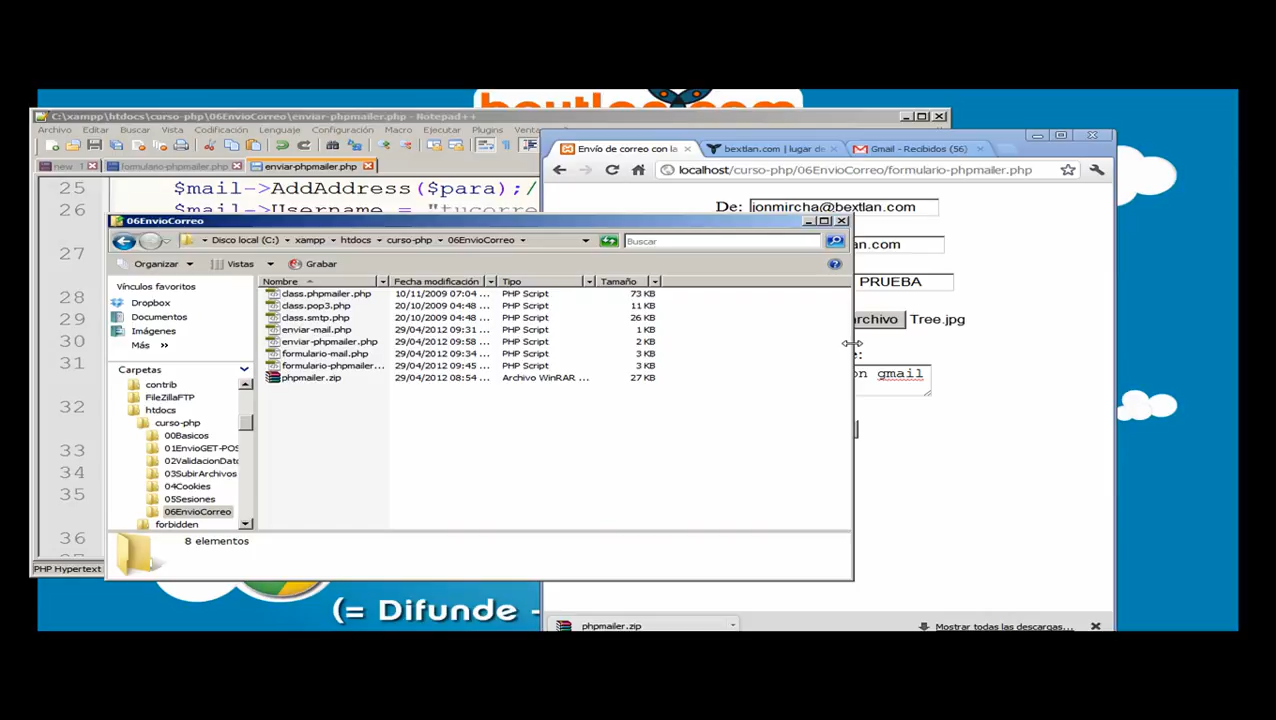 C:\xampp\htdocs\curso-php\06EnvioCorreo\enviar-phpmailer.php - Notepad++
Archivo Editar Buscar Vista Codificación Lenguaje Configuración Macro Ejecutar Plugins Venta
new 1 formulario-phpmailer.php enviar-phpmailer.php
25 $mail->AddAddress($para);/
26 $mail->Username = "tucorre
27
28
29
30
31
32
33
34
35
36
PHP Hypertext
Envío de correo con la
bextlan.com | lugar de
Gmail - Recibidos (56)
localhost/curso-php/06EnvioCorreo/formulario-phpmailer.php
De: jonmircha@bextlan.com
an.com
PRUEBA
archivo Tree.jpg
e:
on gmail
phpmailer.zip
Mostrar todas las descargas...
06EnvioCorreo
Disco local (C:) xampp htdocs curso-php 06EnvioCorreo
Buscar
Organizar Vistas Grabar
Vínculos favoritos
Dropbox
Documentos
Imágenes
Más »
Carpetas
contrib
FileZillaFTP
htdocs
curso-php
00Basicos
01EnvioGET-POS
02ValidacionDato
03SubirArchivos
04Cookies
05Sesiones
06EnvioCorreo
forbidden
Nombre Fecha modificación Tipo Tamaño
class.phpmailer.php 10/11/2009 07:04 ... PHP Script 73 KB
class.pop3.php 20/10/2009 04:48 ... PHP Script 11 KB
class.smtp.php 20/10/2009 04:48 ... PHP Script 26 KB
enviar-mail.php 29/04/2012 09:31 ... PHP Script 1 KB
enviar-phpmailer.php 29/04/2012 09:58 ... PHP Script 2 KB
formulario-mail.php 29/04/2012 09:34 ... PHP Script 3 KB
formulario-phpmailer... 29/04/2012 09:45 ... PHP Script 3 KB
phpmailer.zip 29/04/2012 08:54 ... Archivo WinRAR ... 27 KB
8 elementos
(= Difunde -